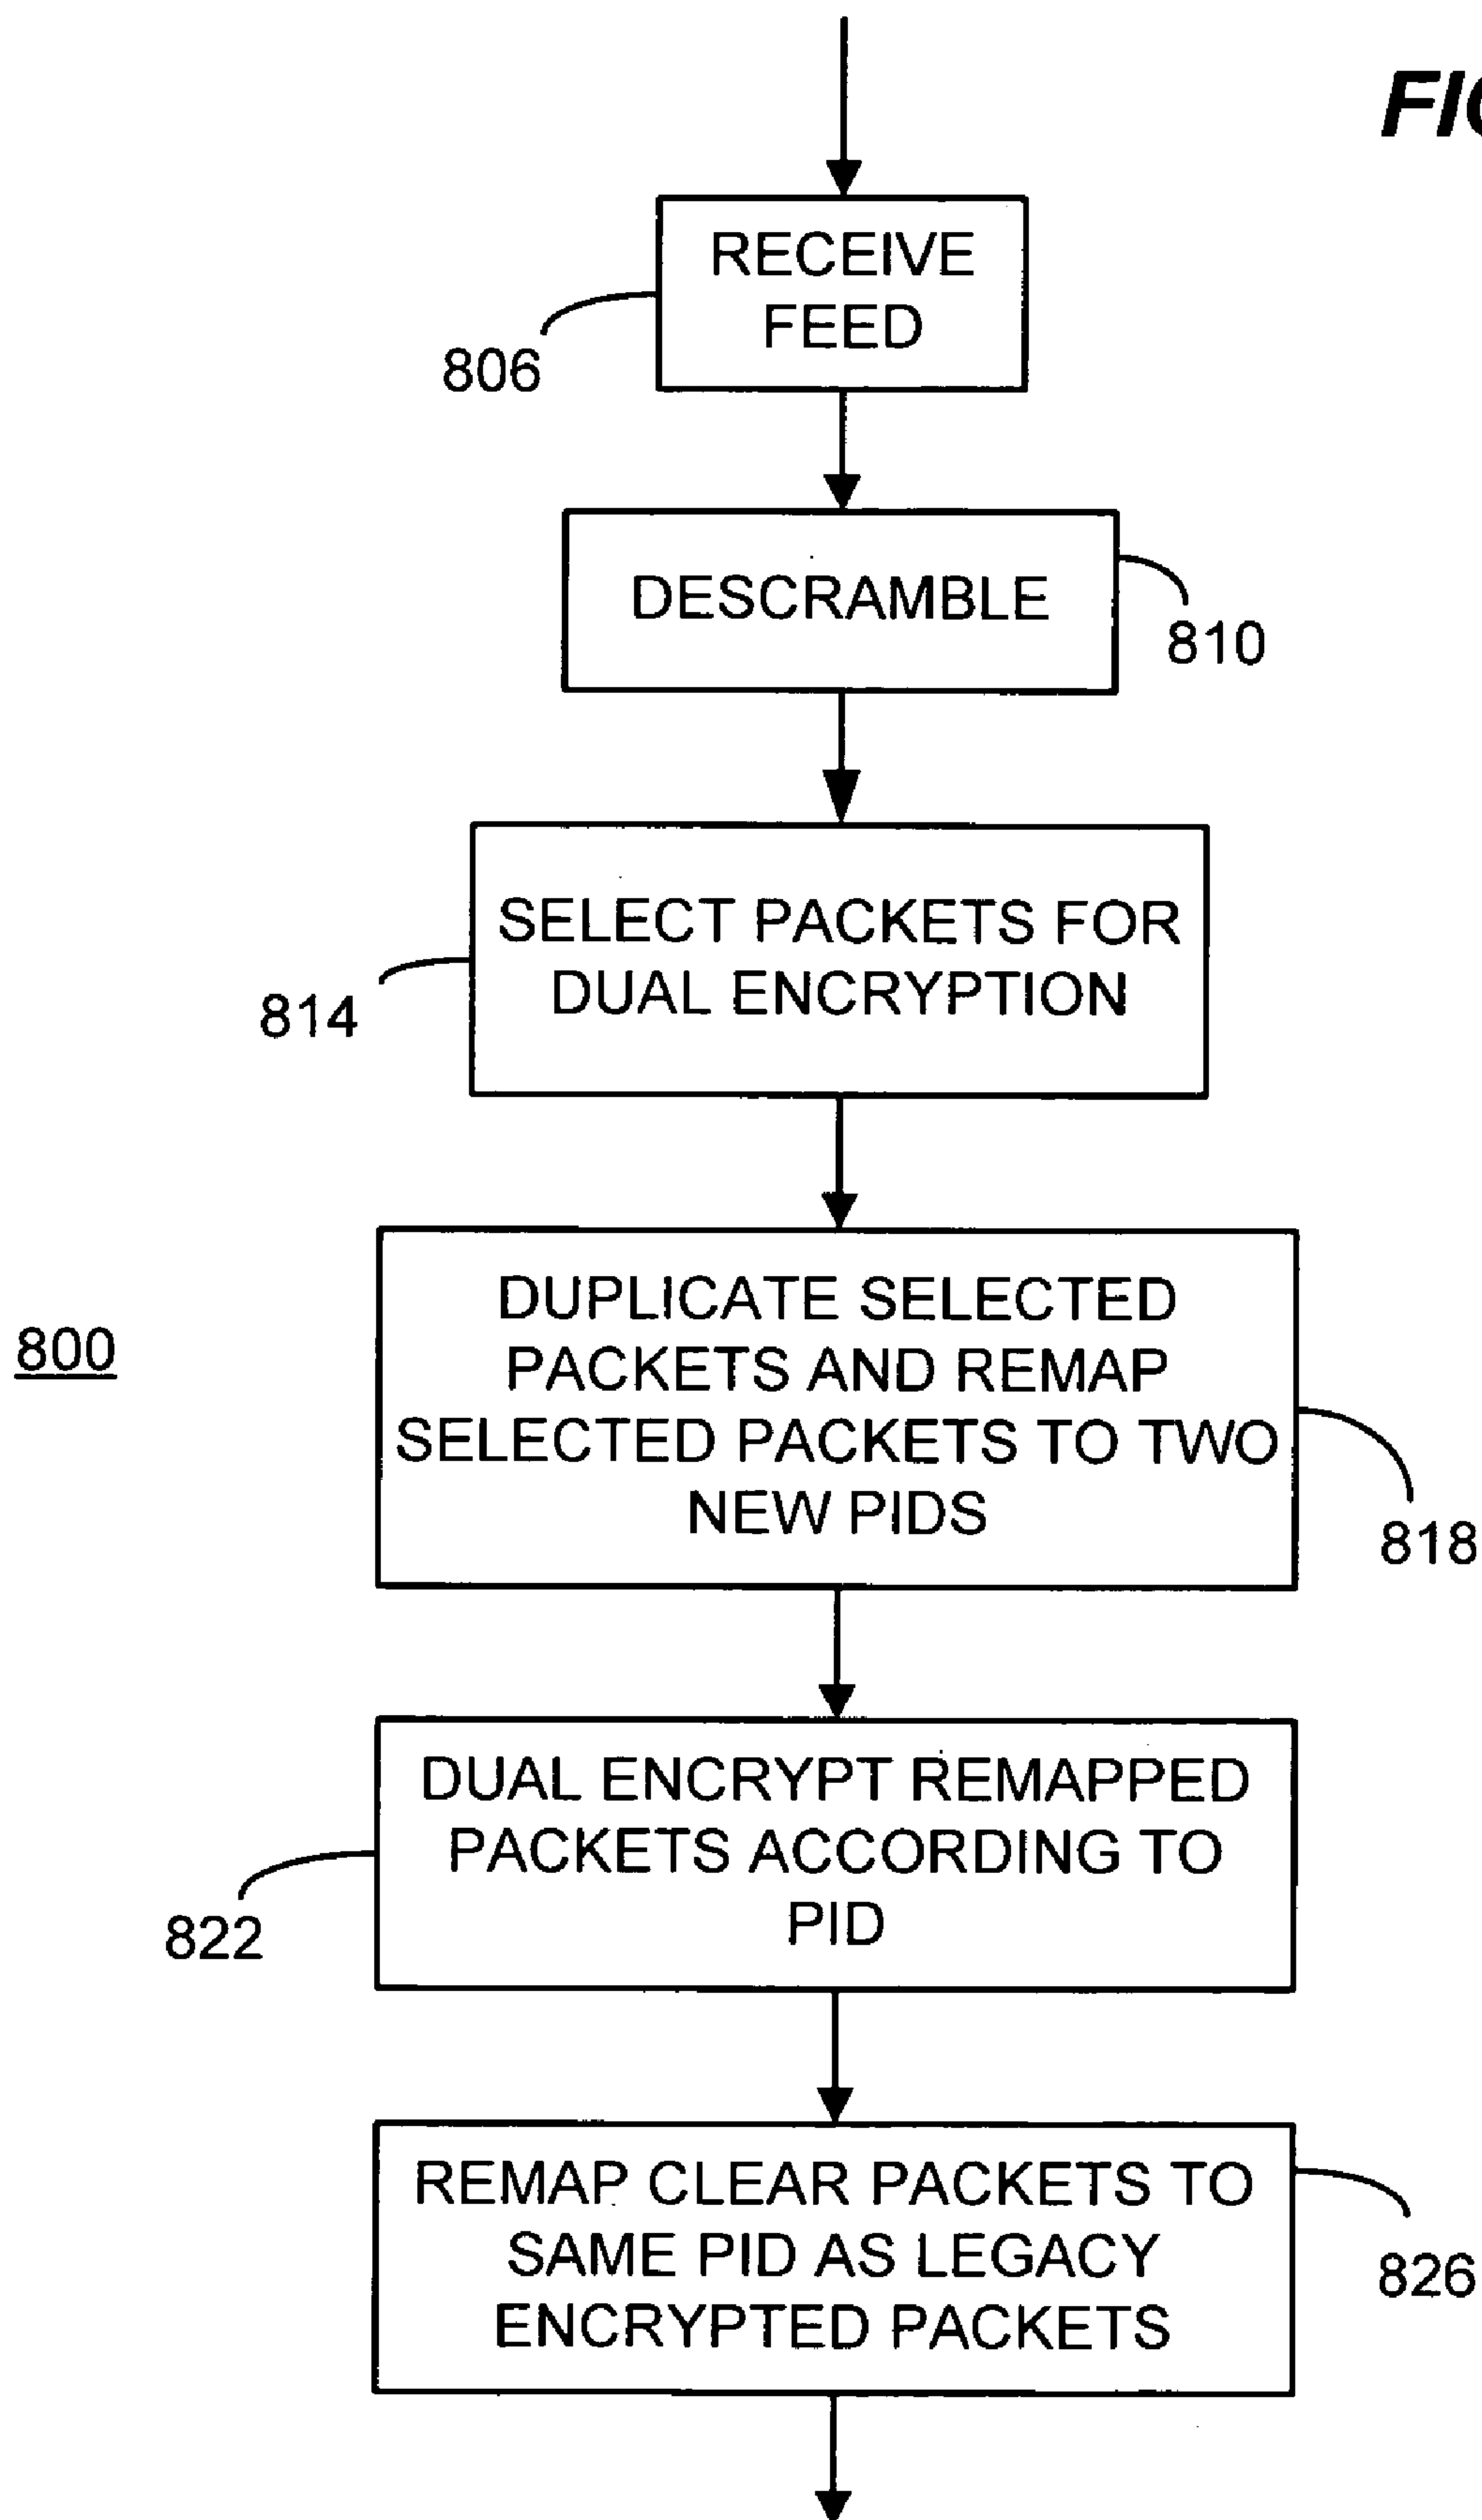 RECEIVE
FEED
806
DESCRAMBLE
810
SELECT PACKETS FOR
DUAL ENCRYPTION
814
DUPLICATE SELECTED
PACKETS AND REMAP
SELECTED PACKETS TO TWO
NEW PIDS
800
818
DUAL ENCRYPT REMAPPED
PACKETS ACCORDING TO
PID
822
REMAP CLEAR PACKETS TO
SAME PID AS LEGACY
ENCRYPTED PACKETS
826